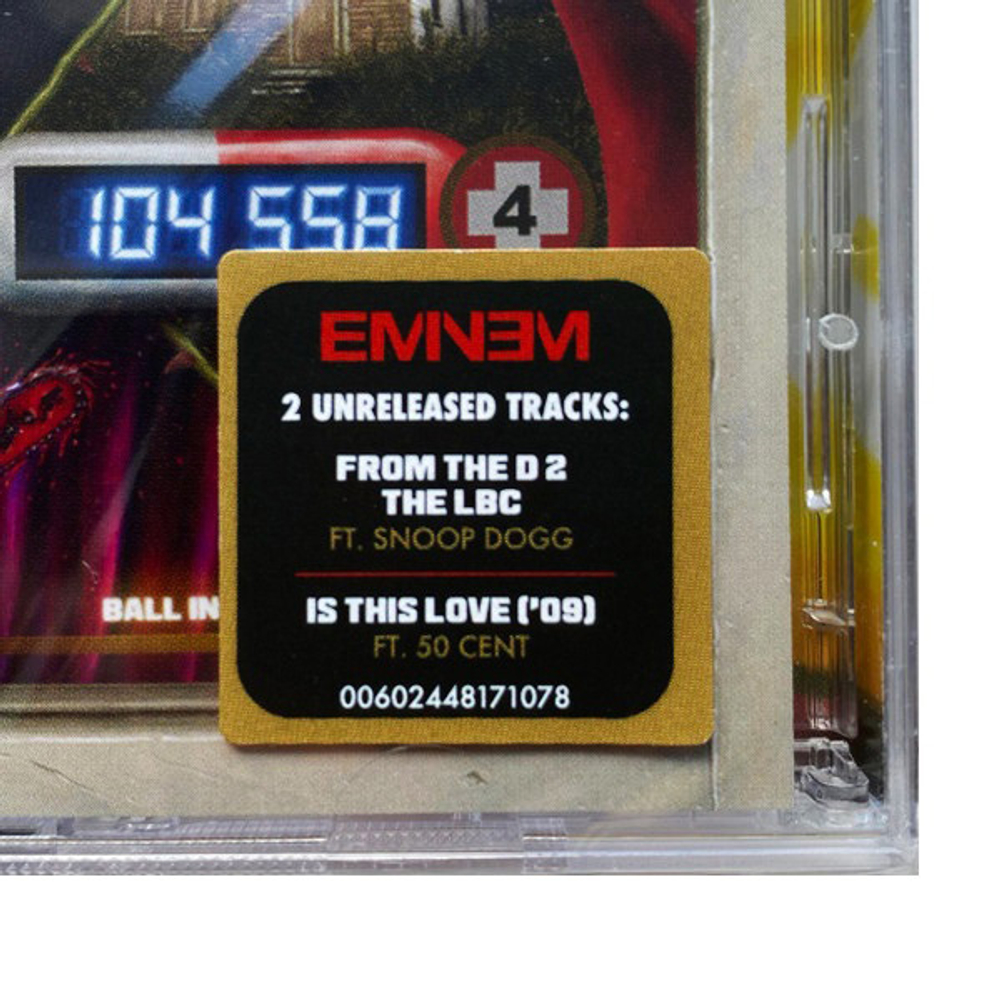 104 558
4
EMINEM
2 UNRELEASED TRACKS:
FROM THE D 2
THE LBC
FT. SNOOP DOGG
IS THIS LOVE ('09)
FT. 50 CENT
00602448171078
BALL IN